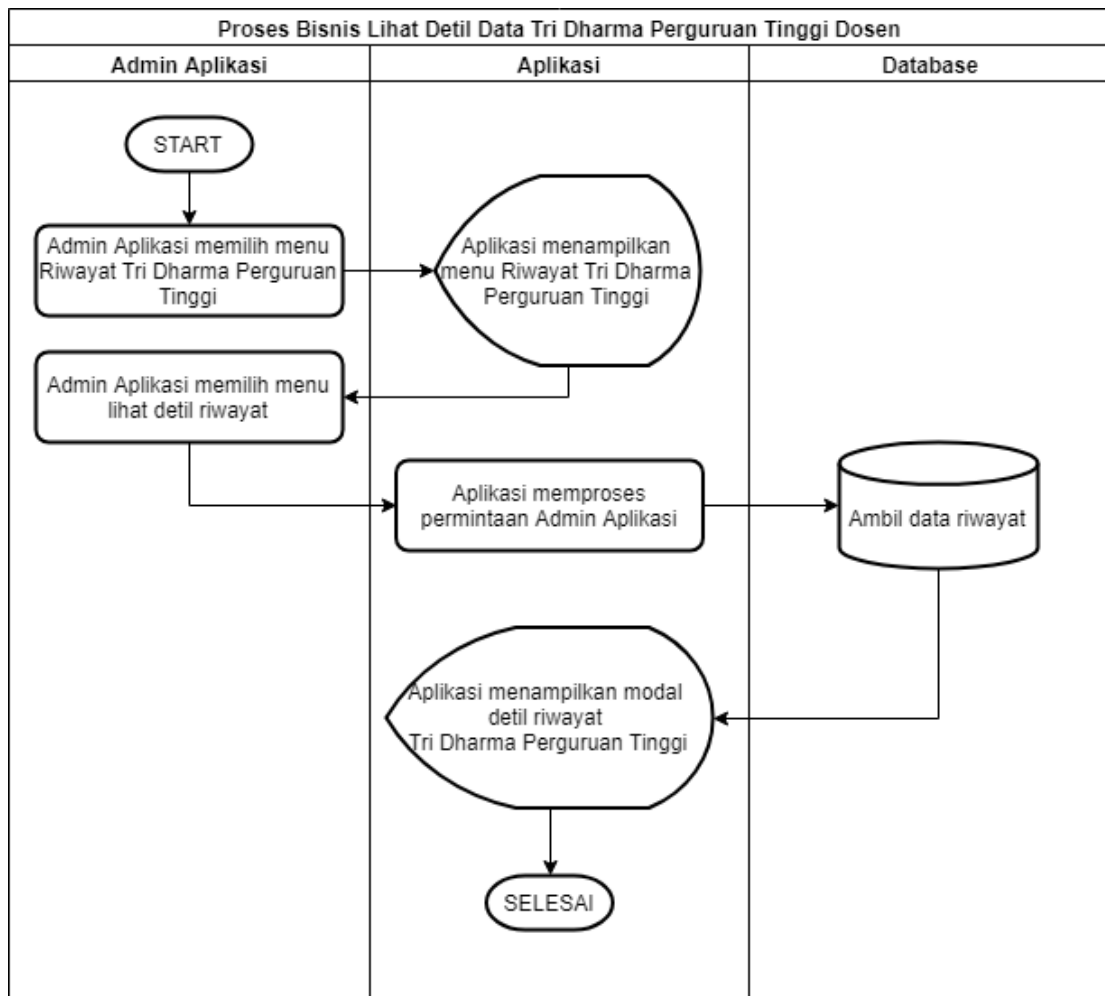 Proses Bisnis Lihat Detil Data Tri Dharma Perguruan Tinggi Dosen
Admin Aplikasi
Aplikasi
Database
START
Admin Aplikasi memilih menu
Riwayat Tri Dharma Perguruan
Tinggi
Aplikasi menampilkan
menu Riwayat Tri Dharma
Perguruan Tinggi
Admin Aplikasi memilih menu
lihat detil riwayat
Aplikasi memproses
permintaan Admin Aplikasi
Ambil data riwayat
Aplikasi menampilkan modal
detil riwayat
Tri Dharma Perguruan Tinggi
SELESAI